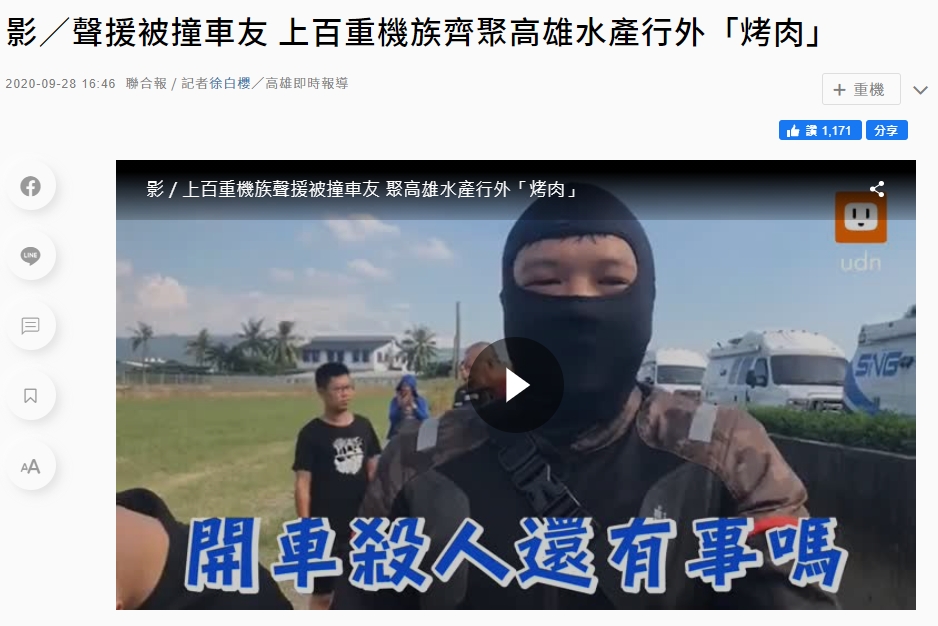 影／聲援被撞車友 上百重機族齊聚高雄水產行外「烤肉」
2020-09-28 16:46 聯合報 / 記者徐白櫻／高雄即時報導
+ 重機
讚 1,171 分享
影 / 上百重機族聲援被撞車友 聚高雄水產行外「烤肉」
udn
LINE
SNG
AA
開車殺人還有事嗎